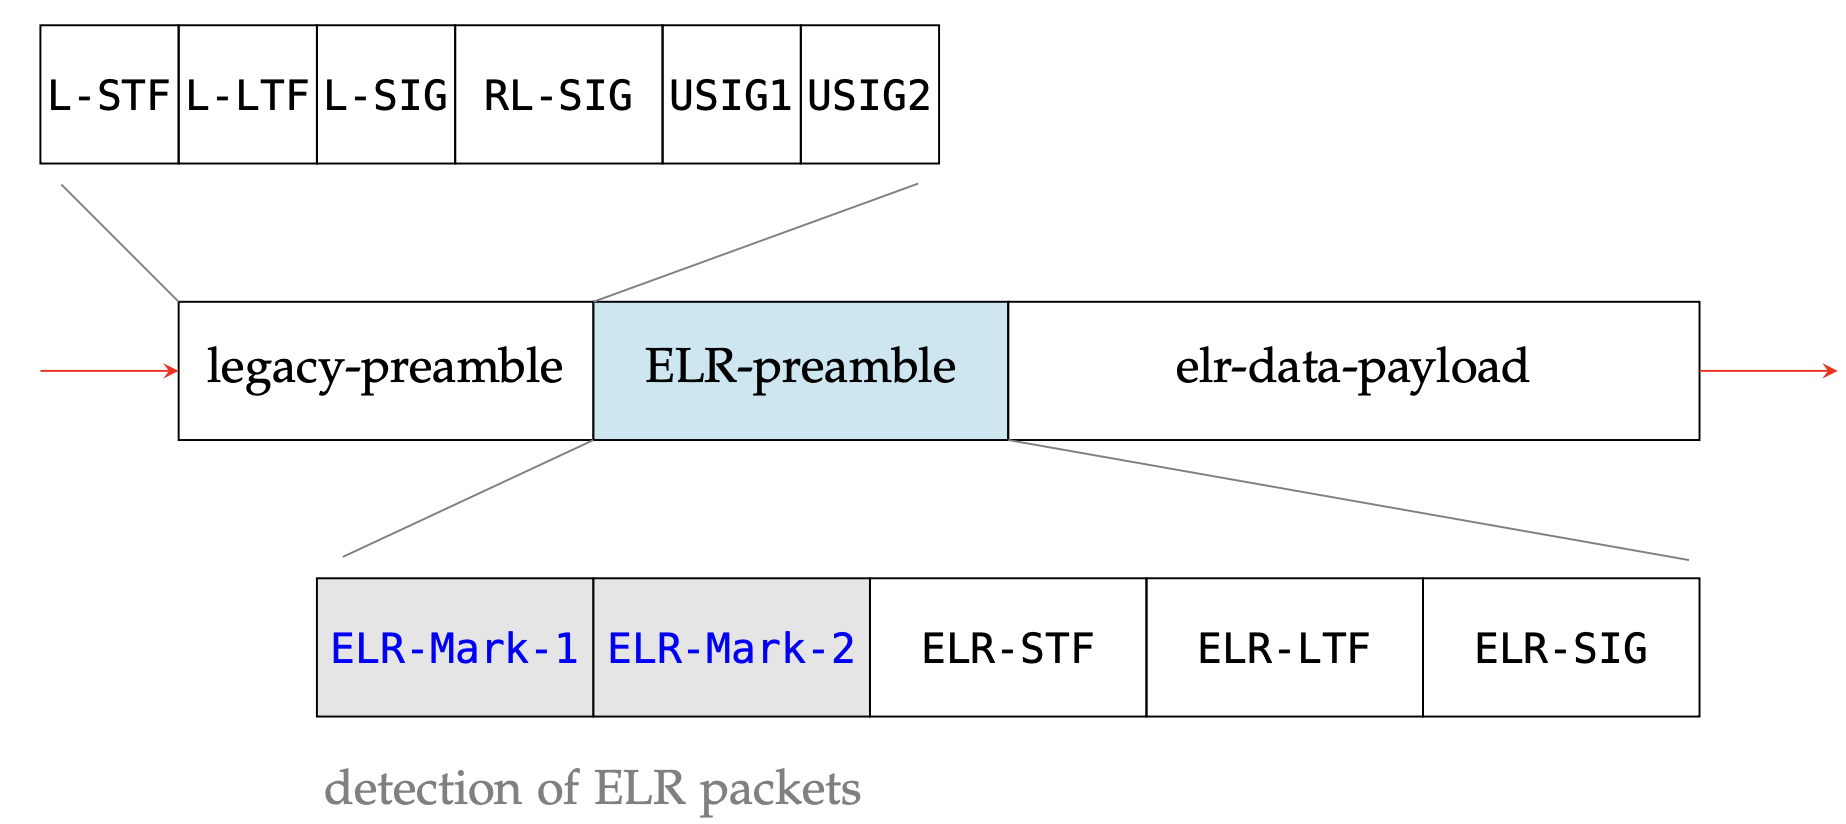 L-STF L-LTF L-SIG RL-SIG USIG1 USIG2
legacy-preamble ELR-preamble elr-data-payload
ELR-Mark-1 ELR-Mark-2 ELR-STF ELR-LTF ELR-SIG
detection of ELR packets